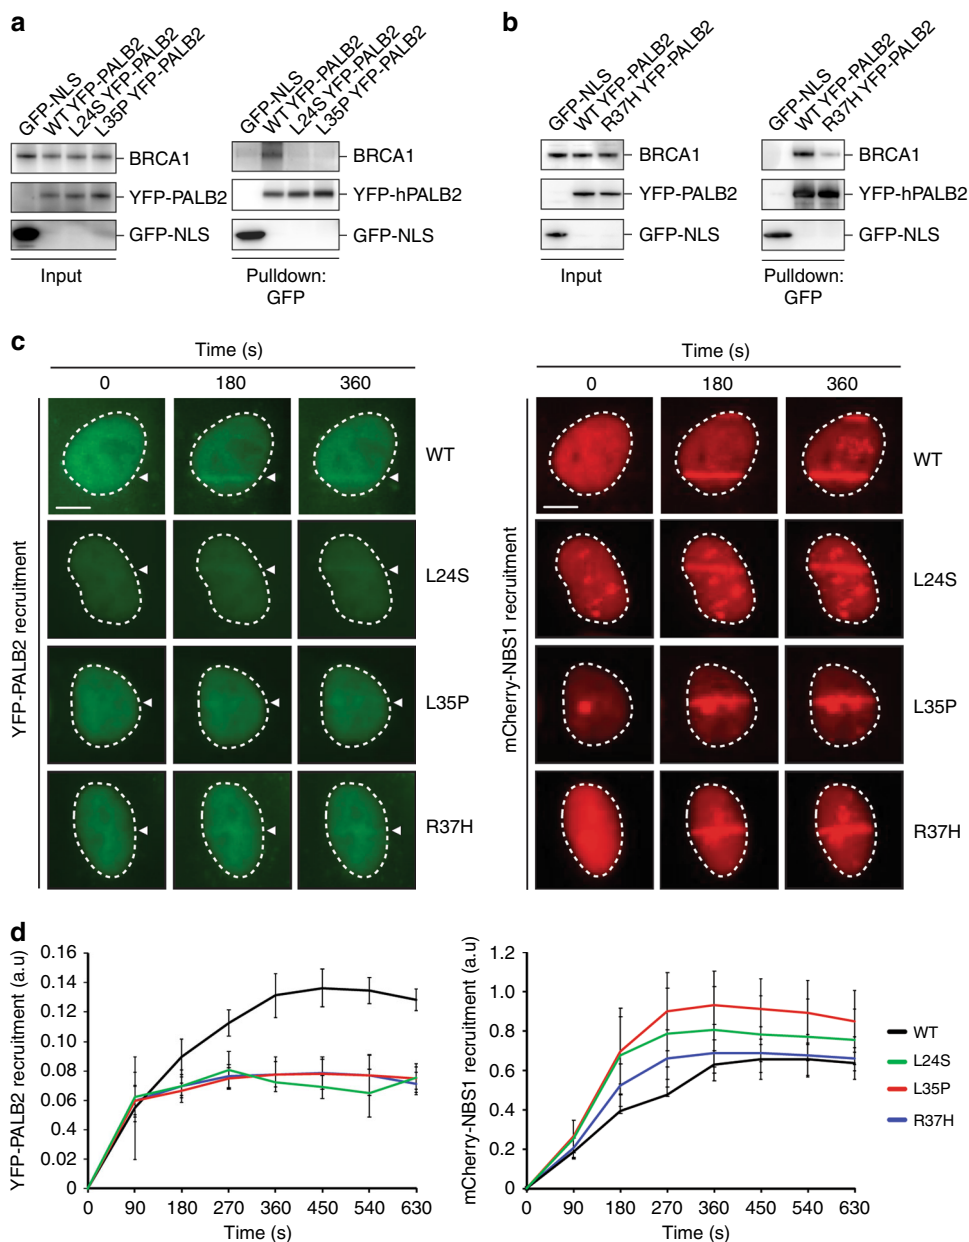 a
GFP-NLS
WT YFP-PALB2
L24S YFP-PALB2
L35P YFP-PALB2
BRCA1
YFP-PALB2
GFP-NLS
Input
GFP-NLS
WT YFP-PALB2
L24S YFP-PALB2
L35P YFP-PALB2
BRCA1
YFP-hPALB2
GFP-NLS
Pulldown:
GFP
b
GFP-NLS
WT YFP-PALB2
R37H YFP-PALB2
BRCA1
YFP-PALB2
GFP-NLS
Input
GFP-NLS
WT YFP-PALB2
R37H YFP-PALB2
BRCA1
YFP-hPALB2
GFP-NLS
Pulldown:
GFP
c
Time (s)
0 180 360
YFP-PALB2 recruitment
WT
L24S
L35P
R37H
Time (s)
0 180 360
mCherry-NBS1 recruitment
WT
L24S
L35P
R37H
d
YFP-PALB2 recruitment (a.u)
0.16
0.14
0.12
0.10
0.08
0.06
0.04
0.02
0
0 90 180 270 360 450 540 630
Time (s)
mCherry-NBS1 recruitment (a.u)
1.2
1.0
0.8
0.6
0.4
0.2
0
0 90 180 270 360 450 540 630
Time (s)
WT
L24S
L35P
R37H